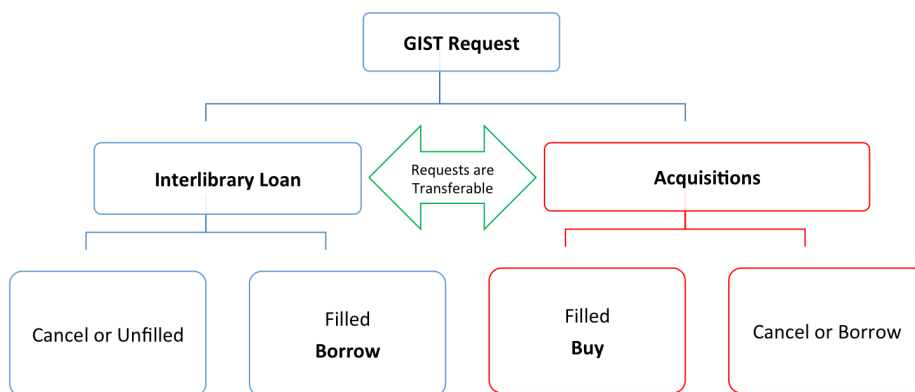 GIST Request
Interlibrary Loan
Requests are
Transferable
Acquisitions
Cancel or Unfilled
Filled
Borrow
Filled
Buy
Cancel or Borrow